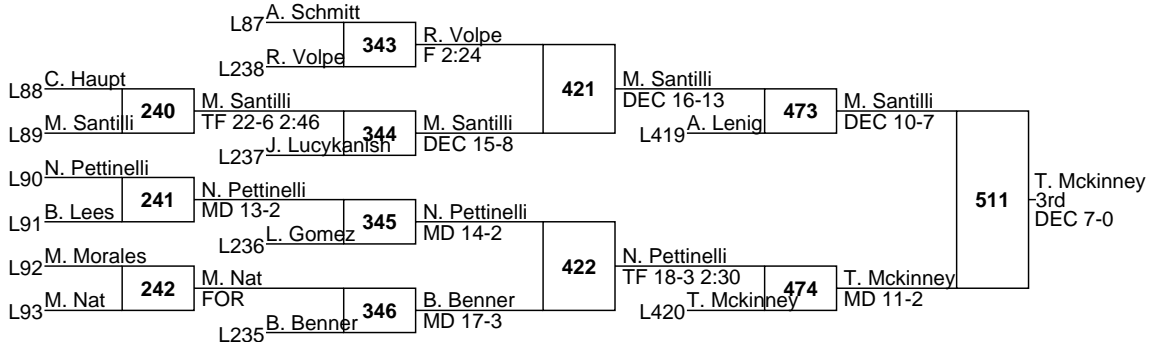 L87 A. Schmitt
343
R. Volpe
F 2:24
L238 R. Volpe
L88 C. Haupt
240
M. Santilli
TF 22-6 2:46
L89 M. Santilli
344
M. Santilli
DEC 15-8
L237 J. Lucykanish
421
M. Santilli
DEC 16-13
L419 A. Lenig
473
M. Santilli
DEC 10-7
L90 N. Pettinelli
241
N. Pettinelli
MD 13-2
L91 B. Lees
345
N. Pettinelli
MD 14-2
L236 L. Gomez
L92 M. Morales
242
M. Nat
FOR
L93 M. Nat
346
B. Benner
MD 17-3
L235 B. Benner
422
N. Pettinelli
TF 18-3 2:30
L420 T. Mckinney
474
T. Mckinney
MD 11-2
511
T. Mckinney
3rd
DEC 7-0